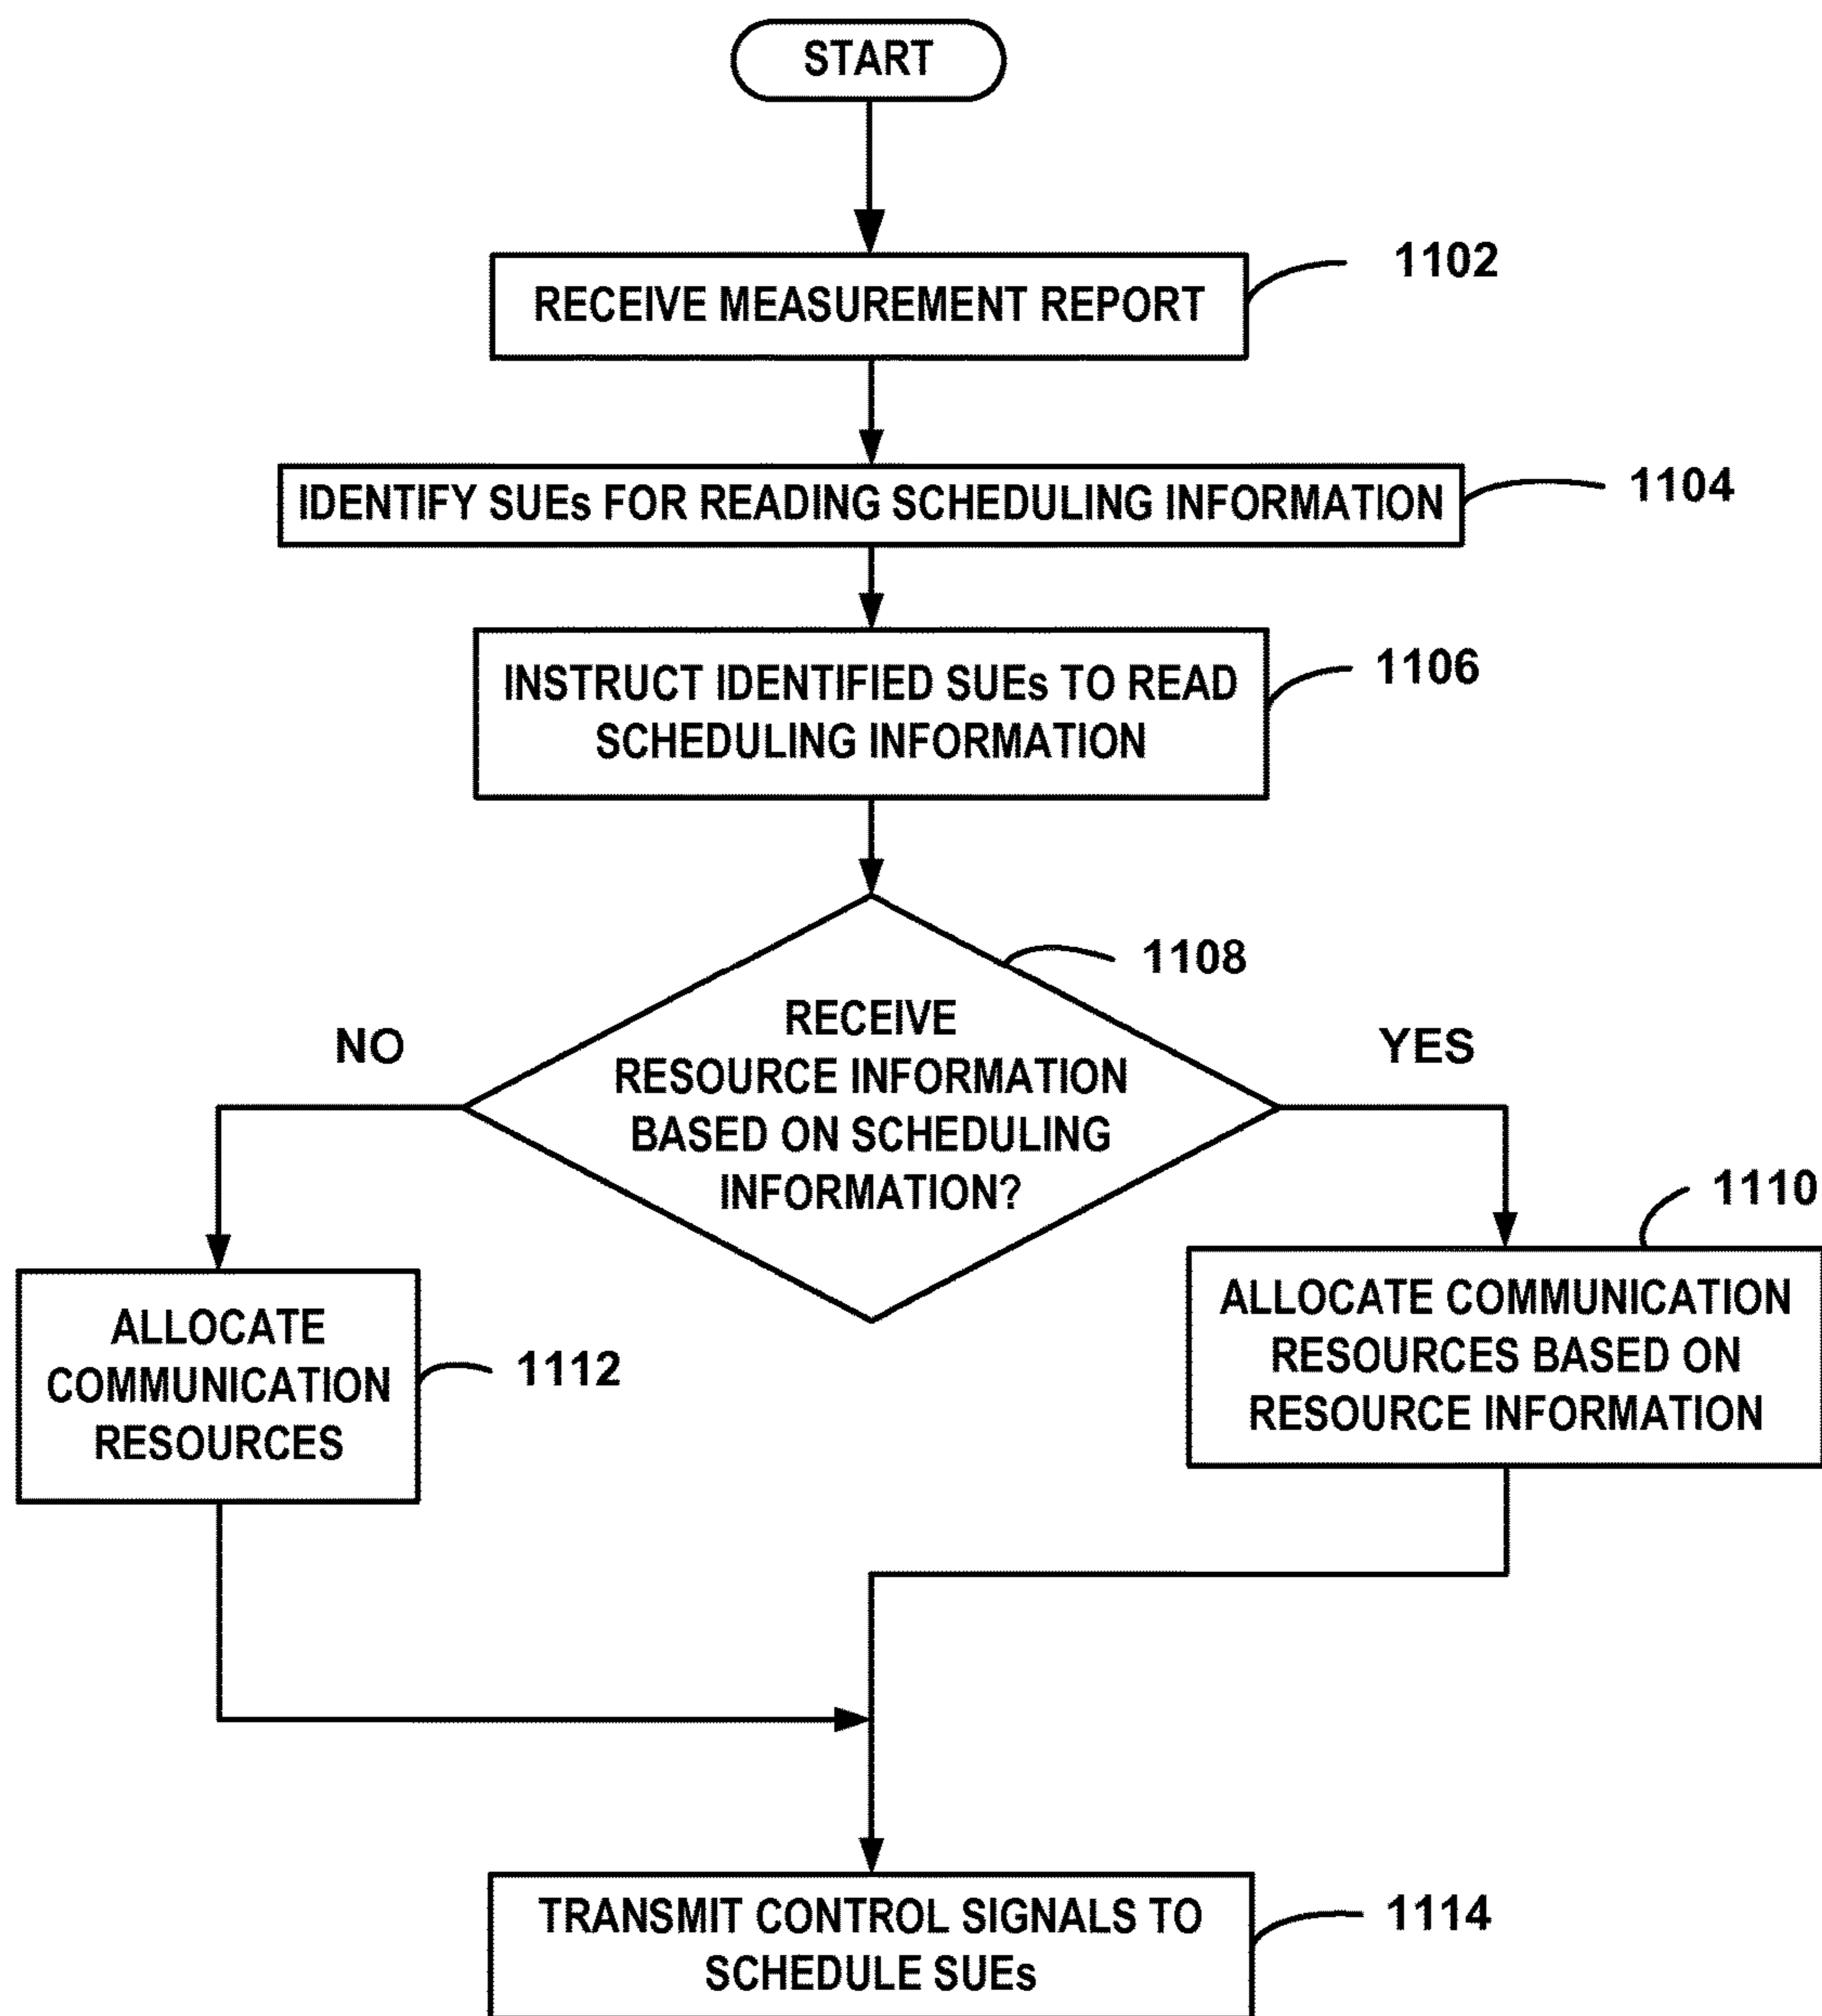 START
RECEIVE MEASUREMENT REPORT
1102
IDENTIFY SUEs FOR READING SCHEDULING INFORMATION
1104
INSTRUCT IDENTIFIED SUEs TO READ
SCHEDULING INFORMATION
1106
1108
RECEIVE
RESOURCE INFORMATION
BASED ON SCHEDULING
INFORMATION?
NO
YES
ALLOCATE
COMMUNICATION
RESOURCES
1112
1110
ALLOCATE COMMUNICATION
RESOURCES BASED ON
RESOURCE INFORMATION
TRANSMIT CONTROL SIGNALS TO
SCHEDULE SUEs
1114